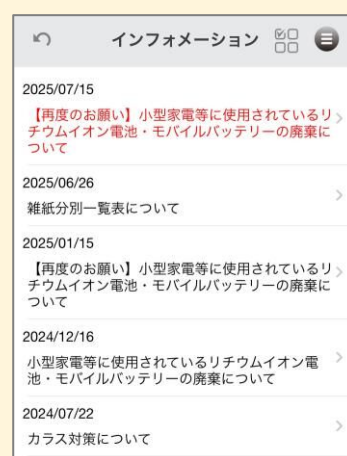 インフォメーション
2025/07/15
【再度のお願い】小型家電等に使用されているリ
チウムイオン電池・モバイルバッテリーの廃棄に
ついて
2025/06/26
雑紙分別一覧表について
2025/01/15
【再度のお願い】小型家電等に使用されているリ
チウムイオン電池・モバイルバッテリーの廃棄に
ついて
2024/12/16
小型家電等に使用されているリチウムイオン電
池・モバイルバッテリーの廃棄について
2024/07/22
カラス対策について